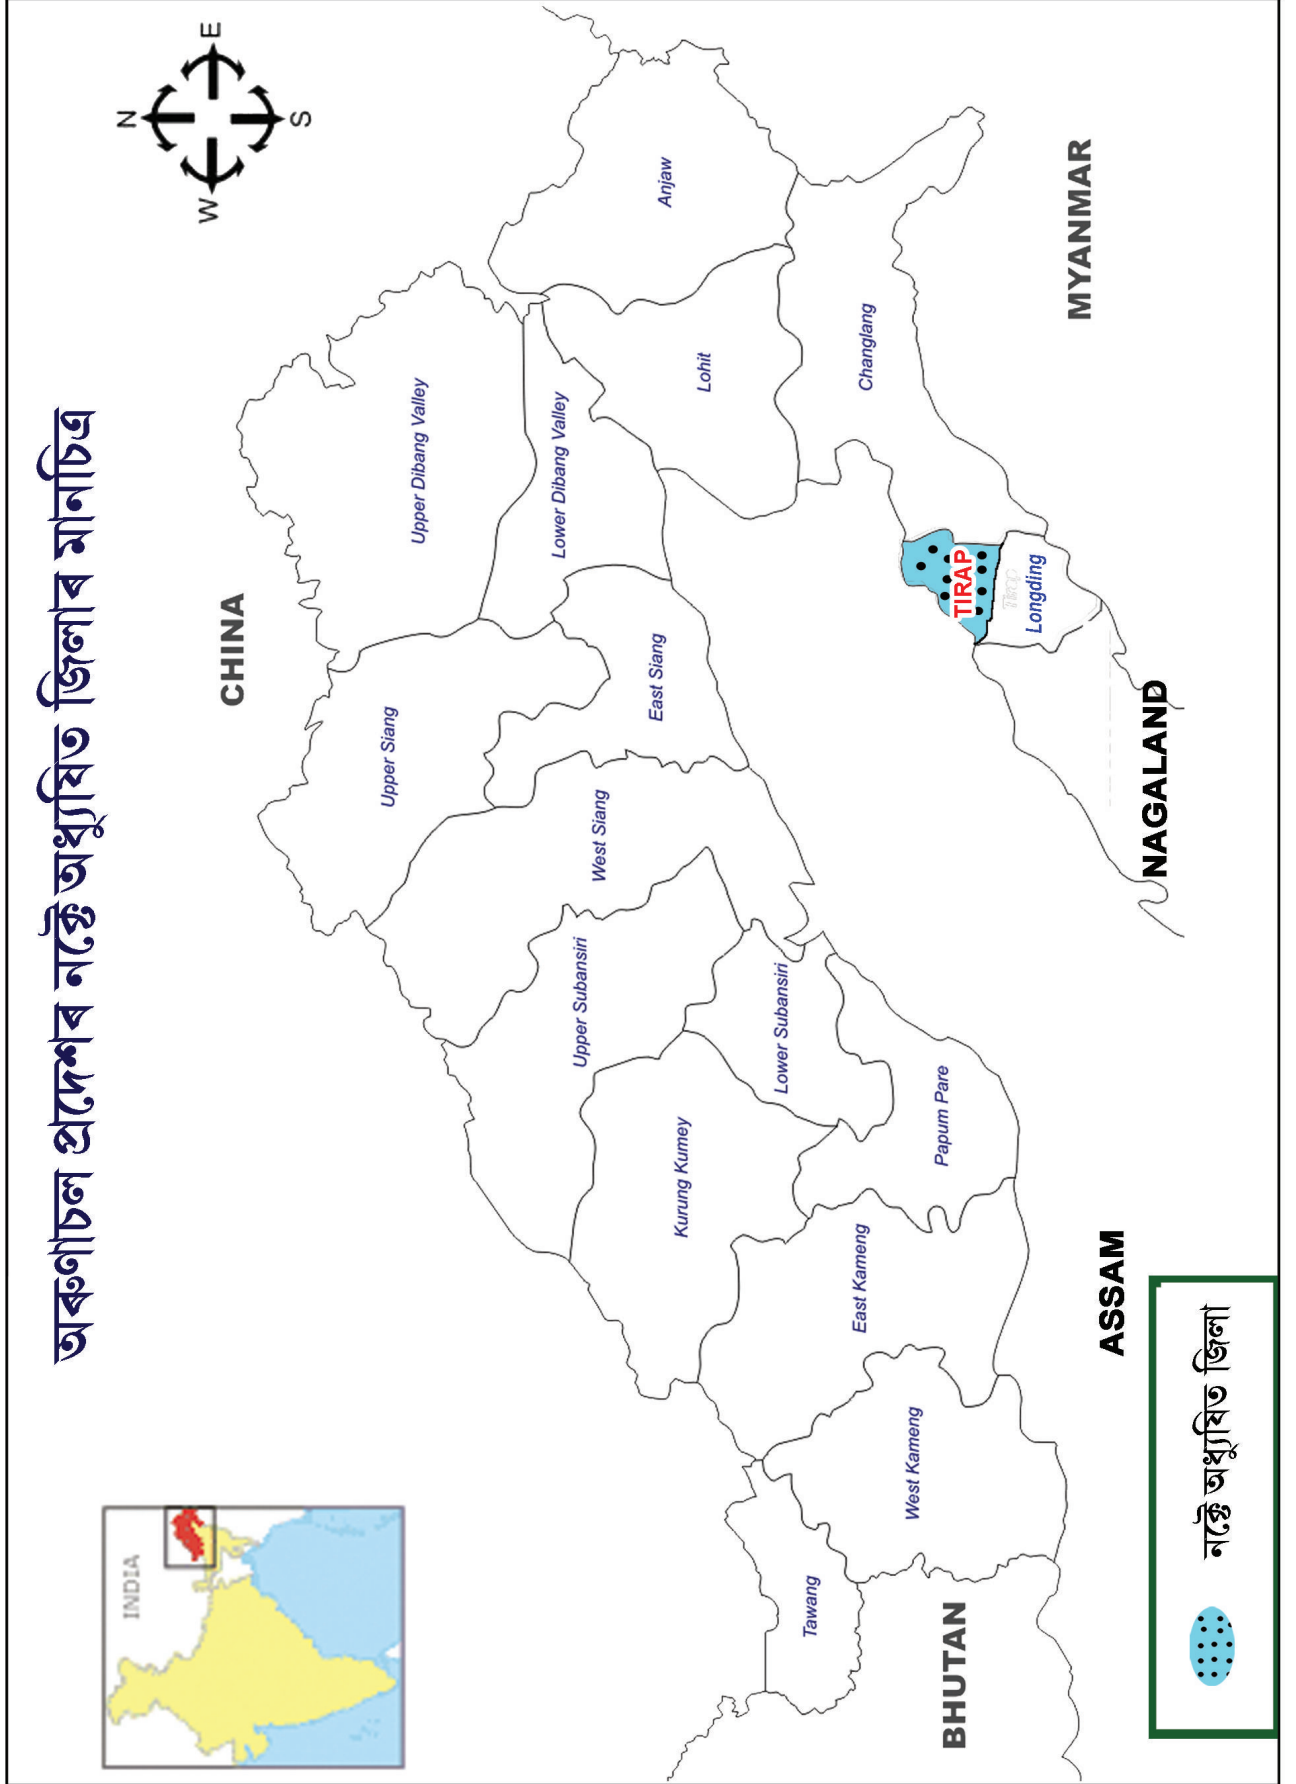 অৰুণাচল প্ৰদেশৰ নক্টে অধ্যুষিত জিলাৰ মানচিত্ৰ
INDIA
N
W
E
S
CHINA
Upper Dibang Valley
Upper Siang
Lower Dibang Valley
Anjaw
Lohit
East Siang
West Siang
Upper Subansiri
Kurung Kumey
Lower Subansiri
Changlang
Tawang
East Kameng
West Kameng
Papum Pare
TIRAP
Tirap
Longding
MYANMAR
BHUTAN
ASSAM
NAGALAND
নক্টে অধ্যুষিত জিলা